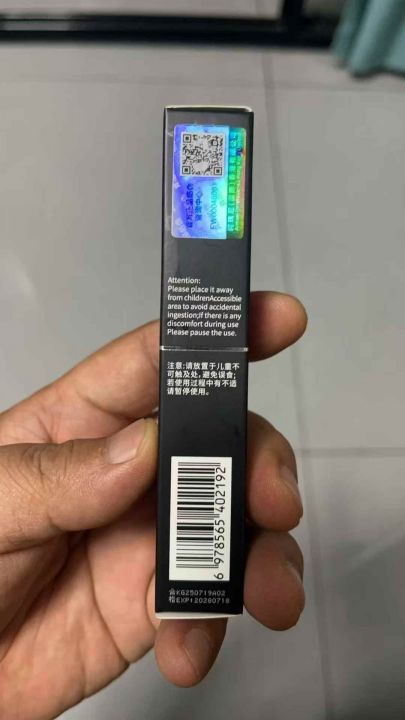 Attention:
Please place it away
from childrenAccessible
area to avoid accidental
ingestion;if there is any
discomfort during use
Please pause the use.
注意:请放置于儿童不
可触及处,避免误食;
若使用过程中有不适
请暂停使用。
6 978565 402192
KG250719A02
EXP:20280718